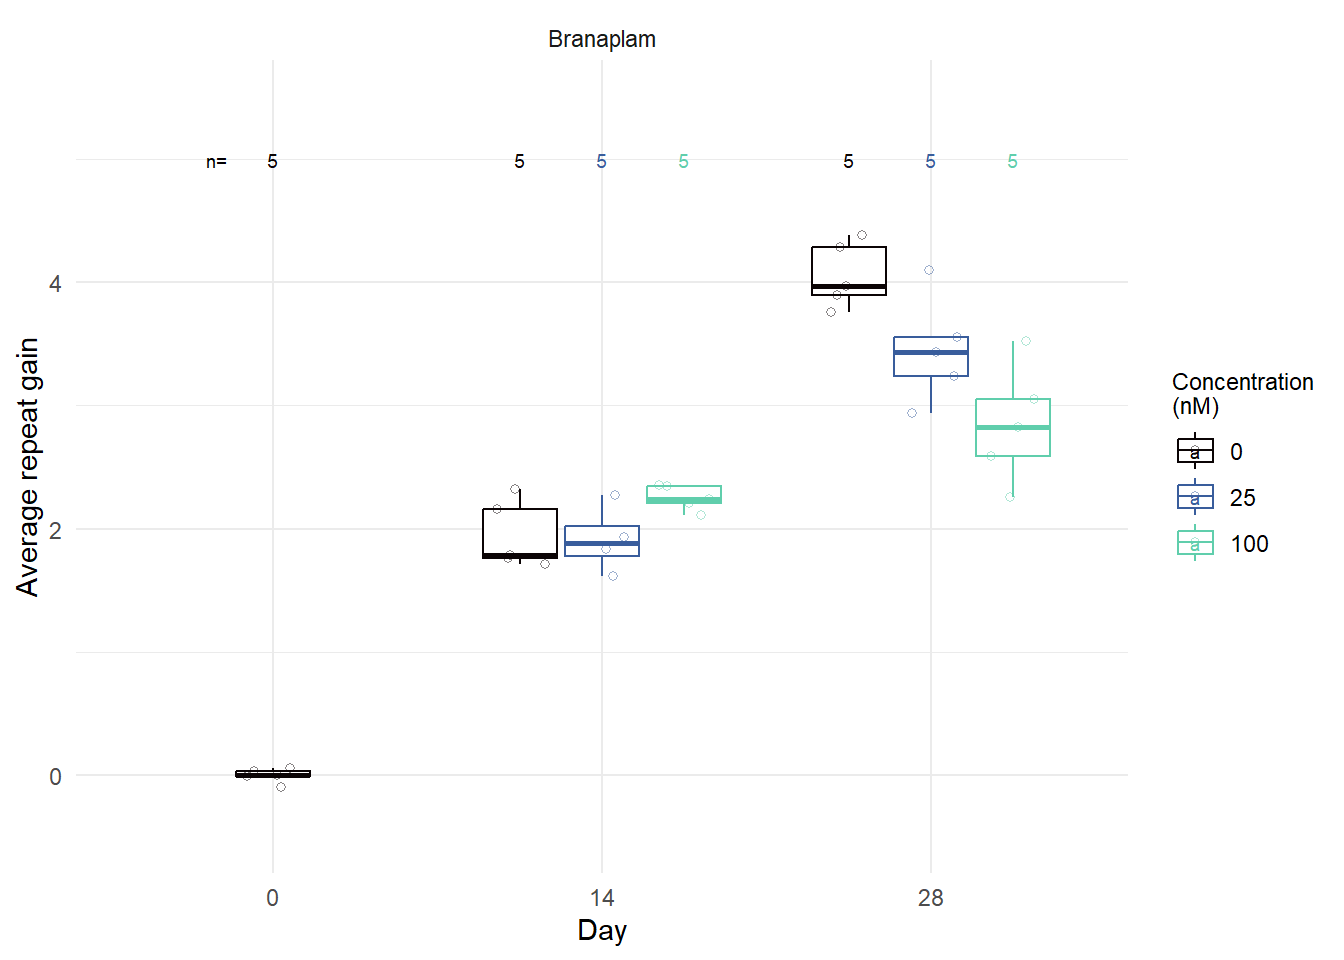 Branaplam
n= 5 5 5 5 5 5 5
4
2
0
Average repeat gain
0 14 28
Day
Concentration
(nM)
a 0
a 25
a 100